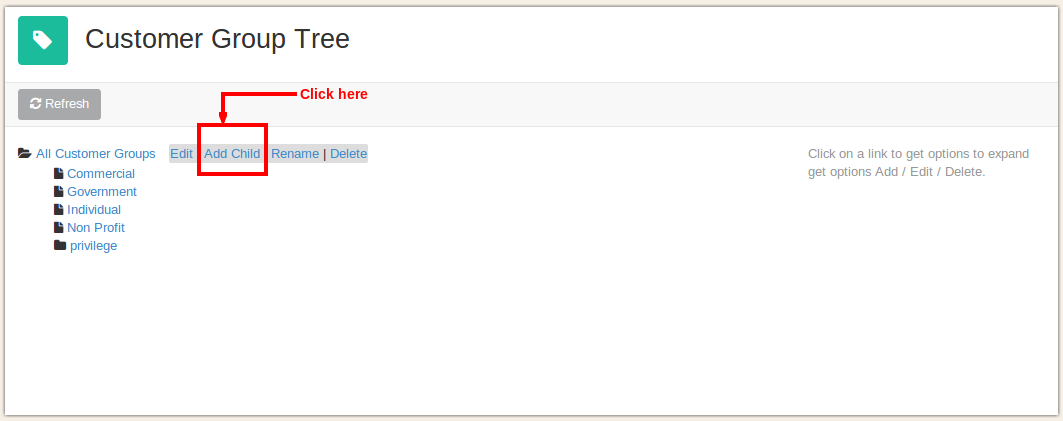 Customer Group Tree
Refresh
Click here
All Customer Groups Edit Add Child Rename | Delete
Click on a link to get options to expand
get options Add / Edit / Delete.
Commercial
Government
Individual
Non Profit
privilege